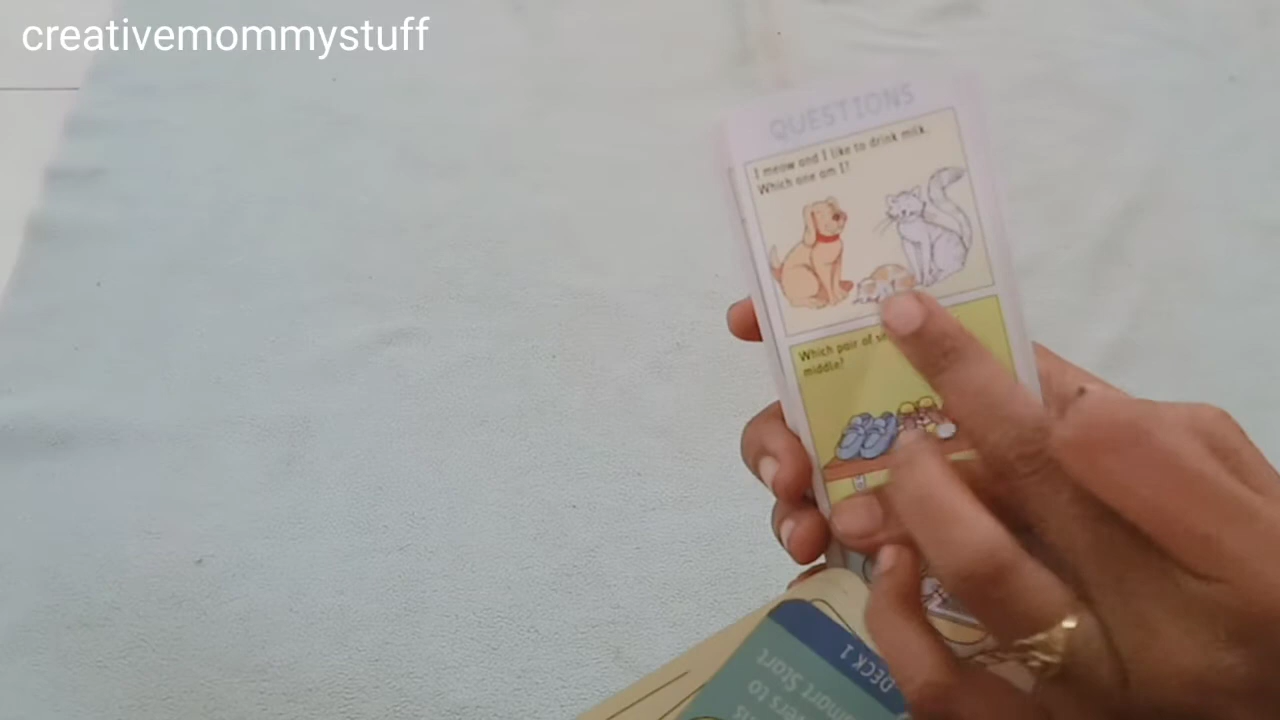 creativemommystuff
QUESTIONS
I meow and I like to drink milk.
Which one am I?
Which pair of
middle?
DECK 1
Smart Start